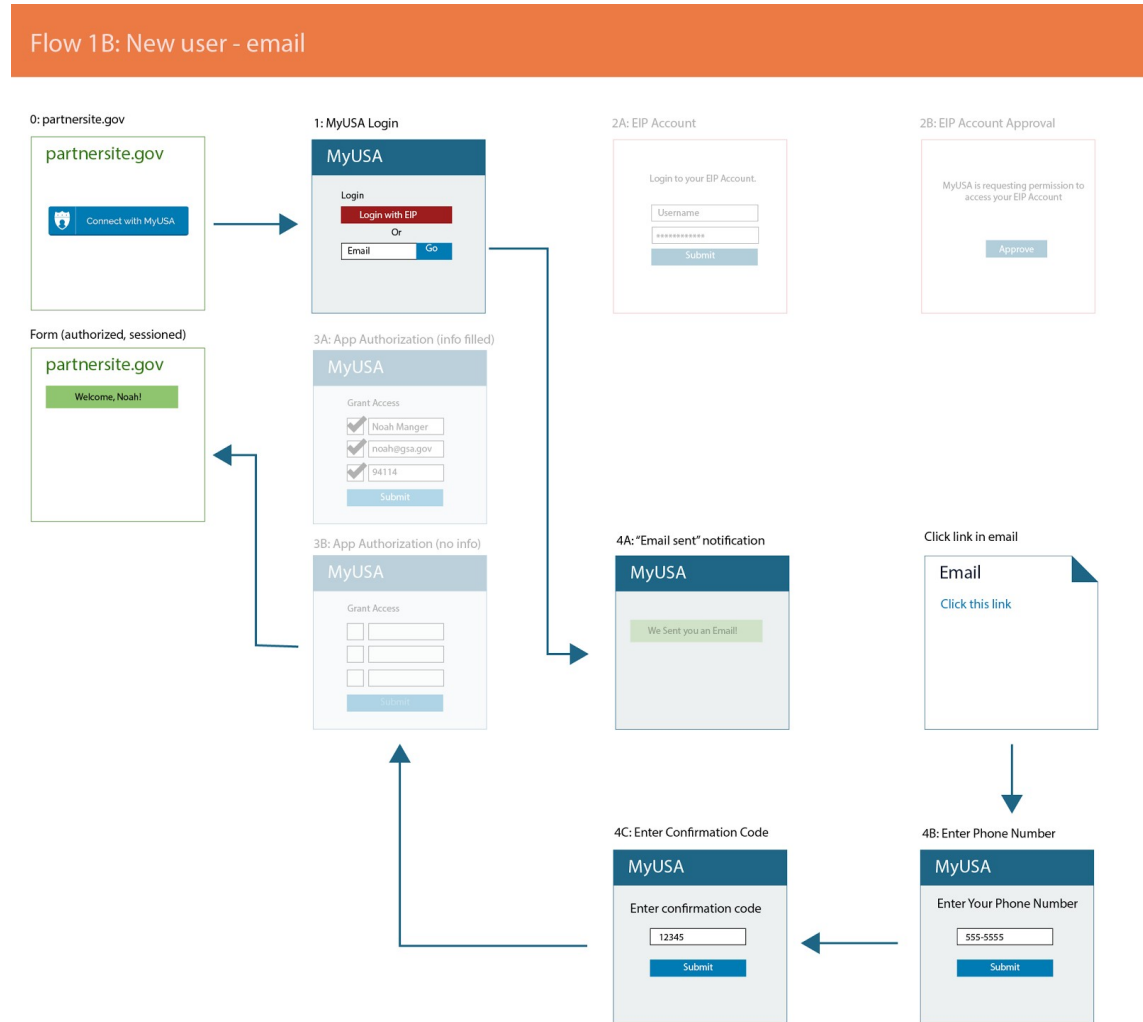 Flow 1B: New user - email
0: partnersite.gov
partnersite.gov
Connect with MyUSA
1: MyUSA Login
MyUSA
Login
Login with EIP
Or
Email
Go
2A: EIP Account
Login to your EIP Account.
Username
************
Submit
2B: EIP Account Approval
MyUSA is requesting permission to
access your EIP Account
Approve
Form (authorized, sessioned)
partnersite.gov
Welcome, Noah!
3A: App Authorization (info filled)
MyUSA
Grant Access
Noah Manger
noah@gsa.gov
94114
Submit
3B: App Authorization (no info)
MyUSA
Grant Access
Submit
4A: “Email sent” notification
MyUSA
We Sent you an Email!
Click link in email
Email
Click this link
4C: Enter Confirmation Code
MyUSA
Enter confirmation code
12345
Submit
4B: Enter Phone Number
MyUSA
Enter Your Phone Number
555-5555
Submit